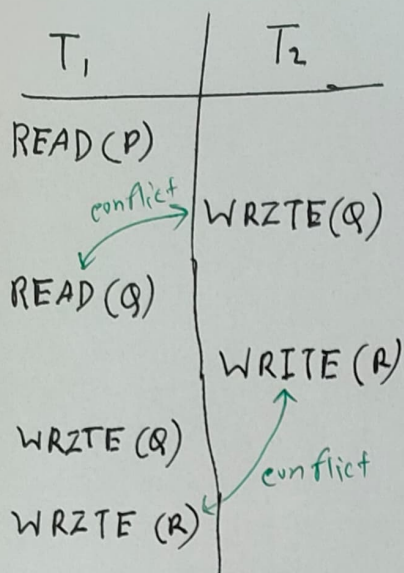 T1 T2
READ(P)
conflict WRZTE(Q)
READ(Q)
WRITE(R)
WRZTE(Q)
conflict
WRZTE (R)